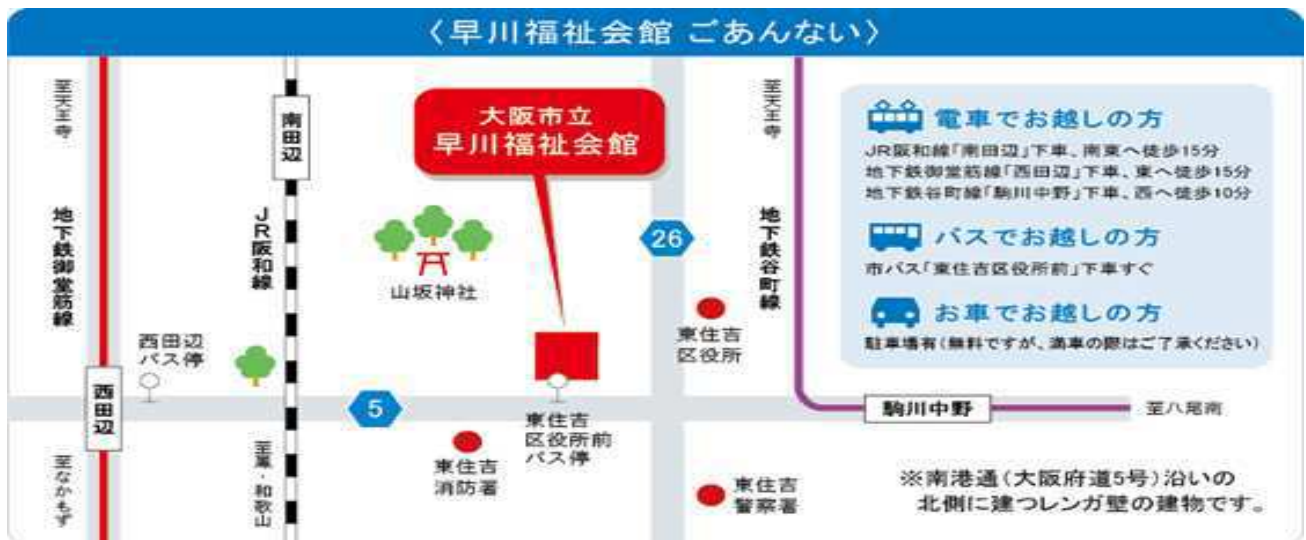 〈早川福祉会館 ごあんない〉
至天王寺
地下鉄御堂筋線
西田辺
至なかもず
西田辺
バス停
南田辺
JR阪和線
至鳳・和歌山
大阪市立
早川福祉会館
山坂神社
5
東住吉
消防署
東住吉
区役所前
バス停
26
東住吉
区役所
東住吉
警察署
至天王寺
地下鉄谷町線
駒川中野
至八尾南
電車でお越しの方
JR阪和線「南田辺」下車、南東へ徒歩15分
地下鉄御堂筋線「西田辺」下車、東へ徒歩15分
地下鉄谷町線「駒川中野」下車、西へ徒歩10分
バスでお越しの方
市バス「東住吉区役所前」下車すぐ
お車でお越しの方
駐車場有(無料ですが、満車の際はご了承ください)
※南港通(大阪府道5号)沿いの
北側に建つレンガ壁の建物です。